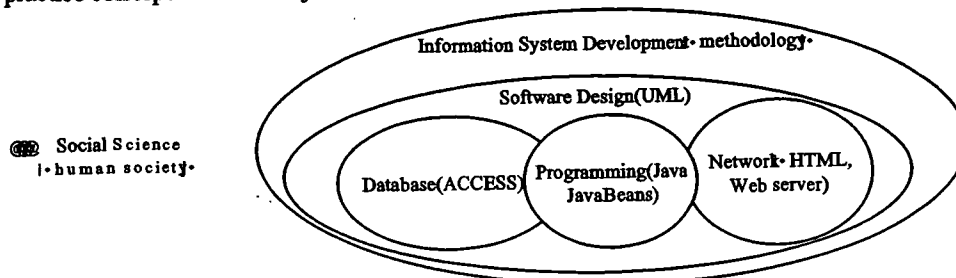 Information System Development• methodology•
Software Design(UML)
Social Science
human society•
Database(ACCESS)
Programming(Java
JavaBeans)
Network• HTML,
Web server)